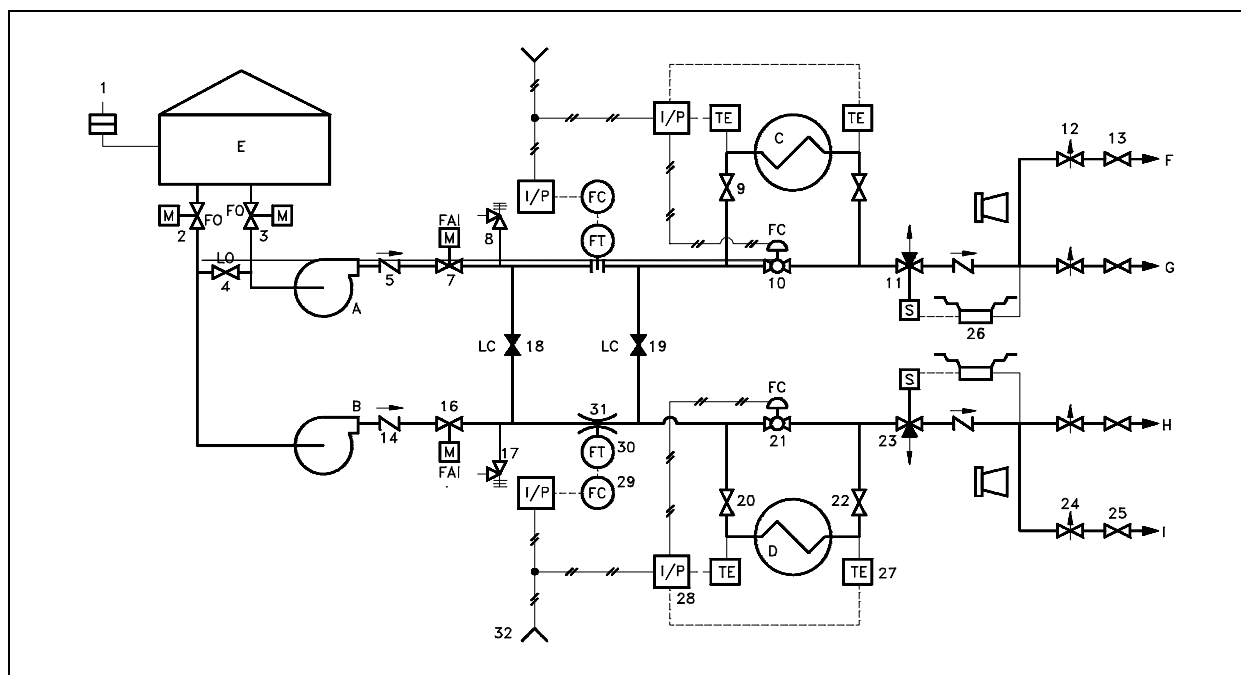 1
E
M
FO
2
FO
M
3
LO
4
A
5
FAI
M
7
8
I/P
FC
FT
I/P
TE
TE
C
9
FC
10
11
S
26
12
13
F
G
LC
18
LC
19
B
14
16
M
FAI
17
31
FT
30
FC
29
I/P
32
I/P
28
TE
TE
27
20
D
22
FC
21
S
23
24
25
H
I